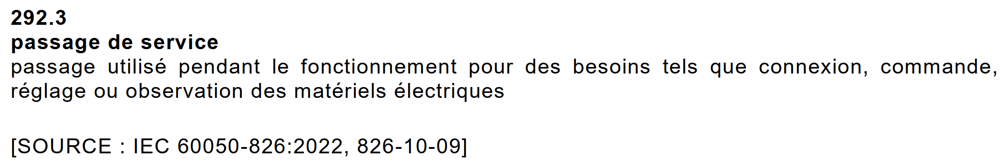 292.3
passage de service
passage utilisé pendant le fonctionnement pour des besoins tels que connexion, commande,
réglage ou observation des matériels électriques
[SOURCE : IEC 60050-826:2022, 826-10-09]